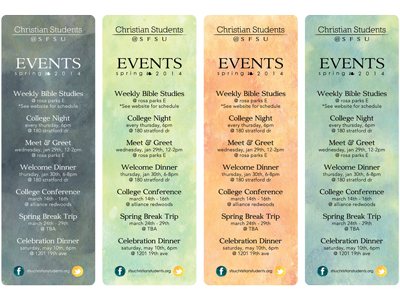 Christian Students
@SFSU
EVENTS
spring 2014
Weekly Bible Studies
@ rosa parks E
*See website for schedule
College Night
every thursday, 6pm
@ 180 stratford dr
Meet & Greet
wednesday, jan 29th, 12-2pm
@ rosa parks E
Welcome Dinner
thursday, jan 30th, 6-8pm
@ 180 stratford dr
College Conference
march 14th - 16th
@ alliance redwoods
Spring Break Trip
march 24th - 29th
@ TBA
Celebration Dinner
saturday, may 10th, 6pm
@ 1201 19th ave
sfsuchristianstudents.org
Christian Students
@SFSU
EVENTS
spring 2014
Weekly Bible Studies
@ rosa parks E
*See website for schedule
College Night
every thursday, 6pm
@ 180 stratford dr
Meet & Greet
wednesday, jan 29th, 12-2pm
@ rosa parks E
Welcome Dinner
thursday, jan 30th, 6-8pm
@ 180 stratford dr
College Conference
march 14th - 16th
@ alliance redwoods
Spring Break Trip
march 24th - 29th
@ TBA
Celebration Dinner
saturday, may 10th, 6pm
@ 1201 19th ave
sfsuchristianstudents.org
Christian Students
@SFSU
EVENTS
spring 2014
Weekly Bible Studies
@ rosa parks E
*See website for schedule
College Night
every thursday, 6pm
@ 180 stratford dr
Meet & Greet
wednesday, jan 29th, 12-2pm
@ rosa parks E
Welcome Dinner
thursday, jan 30th, 6-8pm
@ 180 stratford dr
College Conference
march 14th - 16th
@ alliance redwoods
Spring Break Trip
march 24th - 29th
@ TBA
Celebration Dinner
saturday, may 10th, 6pm
@ 1201 19th ave
sfsuchristianstudents.org
Christian Students
@SFSU
EVENTS
spring 2014
Weekly Bible Studies
@ rosa parks E
*See website for schedule
College Night
every thursday, 6pm
@ 180 stratford dr
Meet & Greet
wednesday, jan 29th, 12-2pm
@ rosa parks E
Welcome Dinner
thursday, jan 30th, 6-8pm
@ 180 stratford dr
College Conference
march 14th - 16th
@ alliance redwoods
Spring Break Trip
march 24th - 29th
@ TBA
Celebration Dinner
saturday, may 10th, 6pm
@ 1201 19th ave
sfsuchristianstudents.org